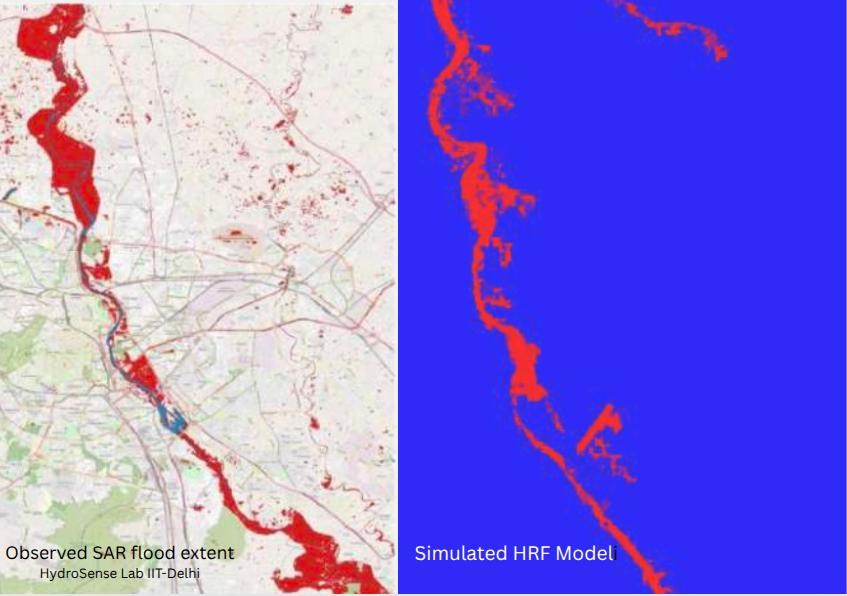 Observed SAR flood extent
HydroSense Lab IIT-Delhi
Simulated HRF Model